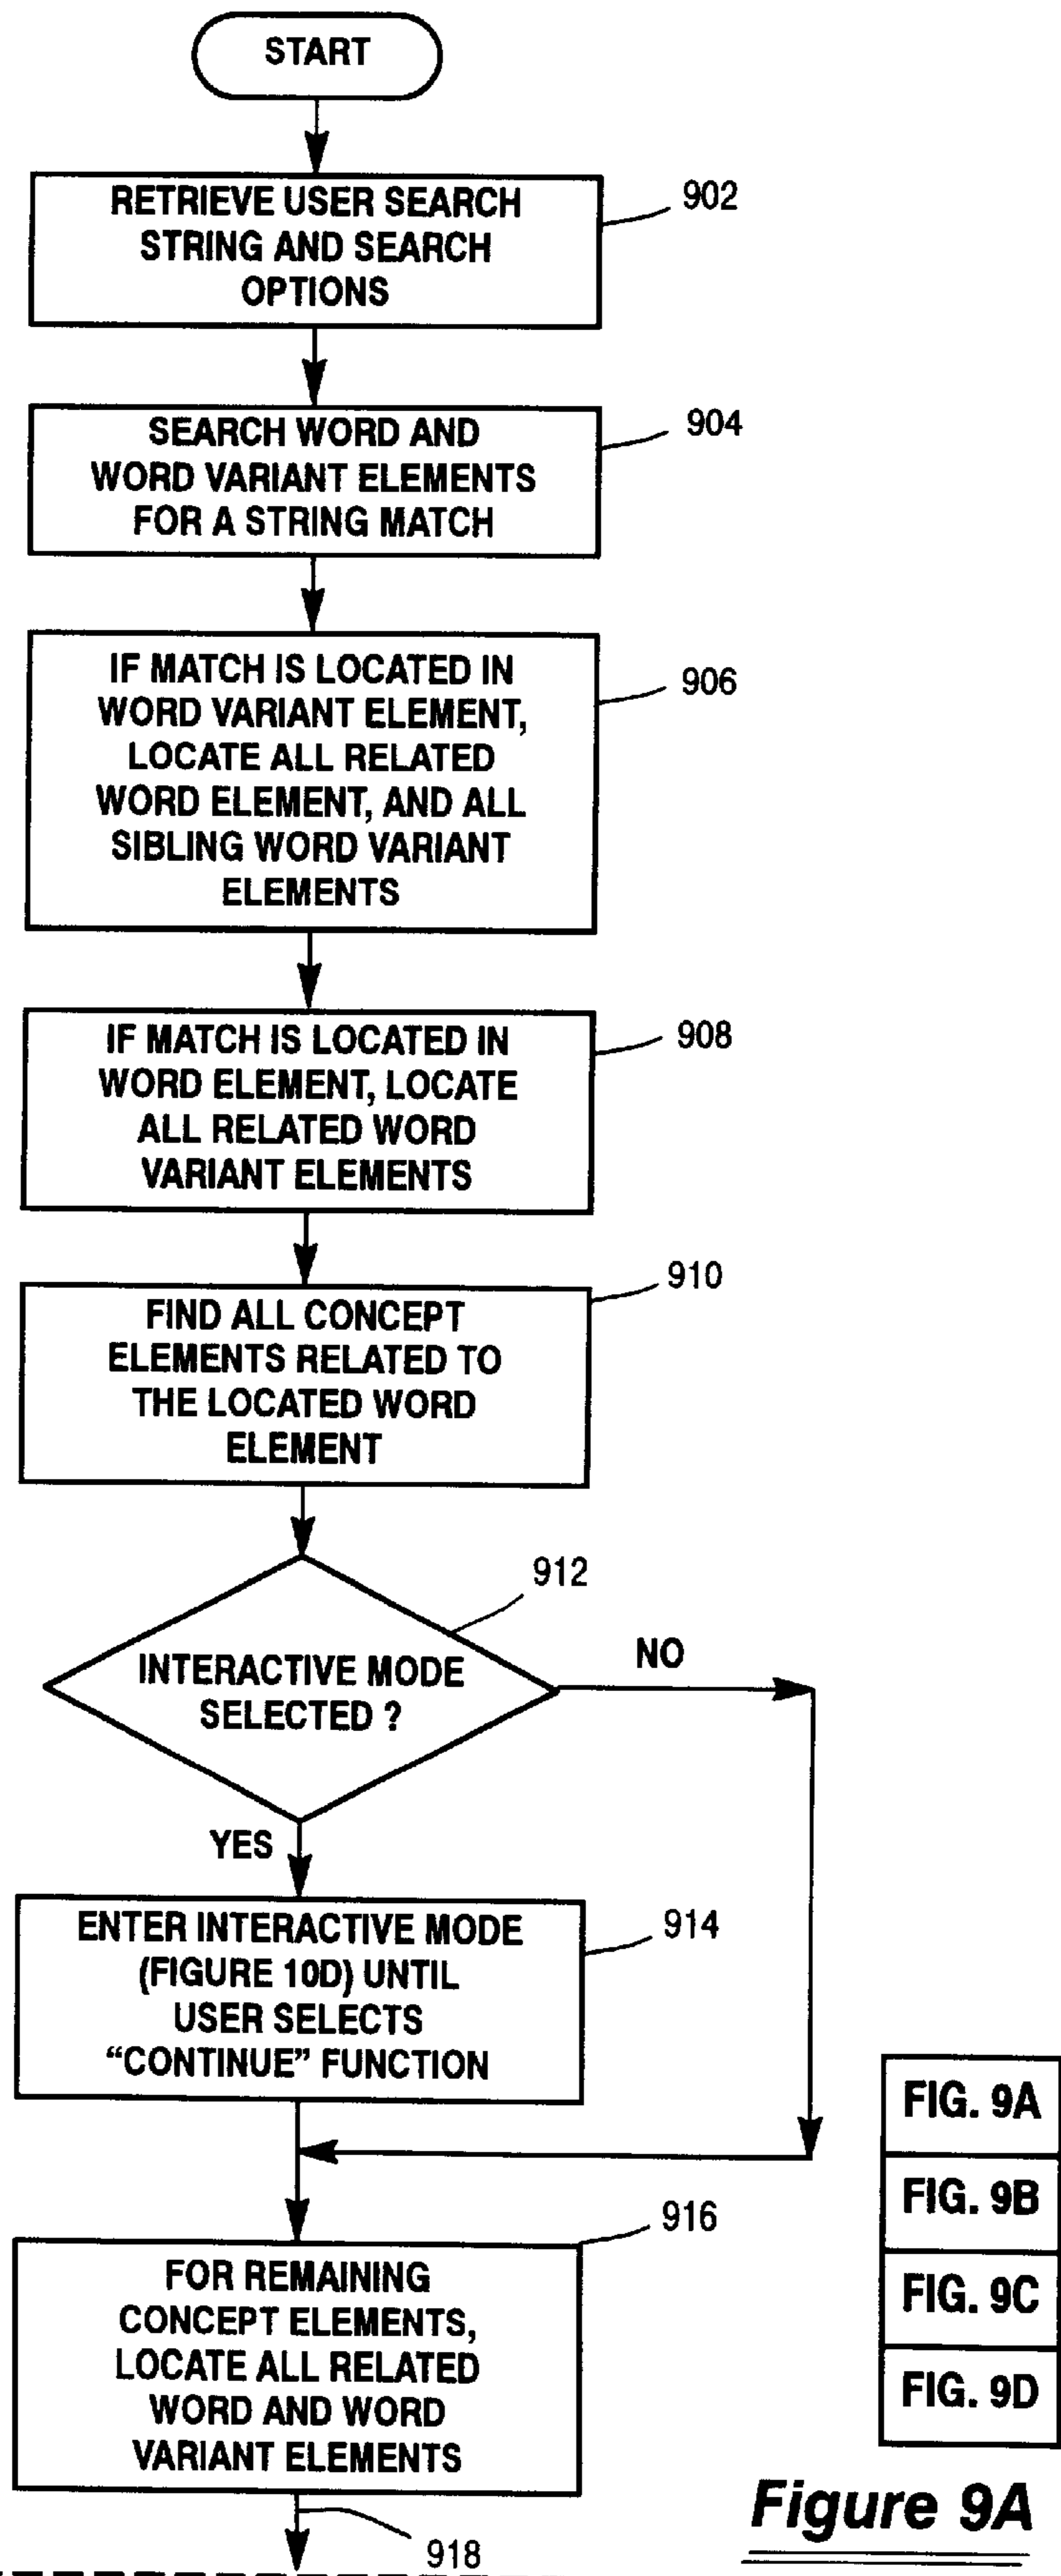 START
RETRIEVE USER SEARCH
STRING AND SEARCH
OPTIONS
902
SEARCH WORD AND
WORD VARIANT ELEMENTS
FOR A STRING MATCH
904
IF MATCH IS LOCATED IN
WORD VARIANT ELEMENT,
LOCATE ALL RELATED
WORD ELEMENT, AND ALL
SIBLING WORD VARIANT
ELEMENTS
906
IF MATCH IS LOCATED IN
WORD ELEMENT, LOCATE
ALL RELATED WORD
VARIANT ELEMENTS
908
FIND ALL CONCEPT
ELEMENTS RELATED TO
THE LOCATED WORD
ELEMENT
910
INTERACTIVE MODE
SELECTED ?
912
NO
YES
ENTER INTERACTIVE MODE
(FIGURE 10D) UNTIL
USER SELECTS
“CONTINUE” FUNCTION
914
FOR REMAINING
CONCEPT ELEMENTS,
LOCATE ALL RELATED
WORD AND WORD
VARIANT ELEMENTS
916
918
FIG. 9A
FIG. 9B
FIG. 9C
FIG. 9D
Figure 9A